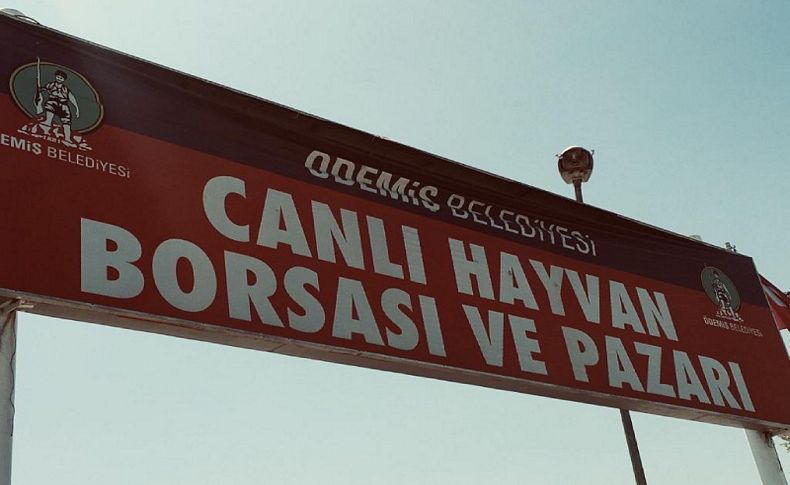 ÖDEMİŞ BELEDİYESİ
CANLI HAYVAN
BORSASI VE PAZARI
EMİŞ BELEDİYESİ
ÖDEMİŞ BELEDİYESİ